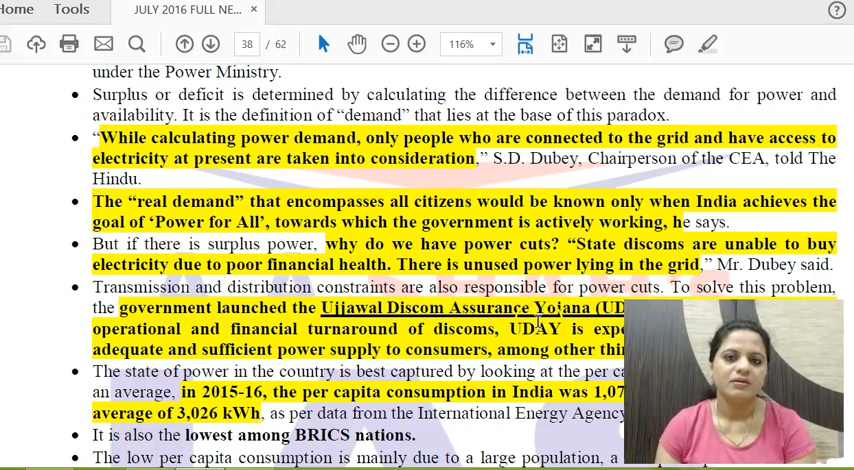 Home Tools JULY 2016 FULL NE... ×
38 / 62 116%
under the Power Ministry.
• Surplus or deficit is determined by calculating the difference between the demand for power and
availability. It is the definition of “demand” that lies at the base of this paradox.
• “While calculating power demand, only people who are connected to the grid and have access to
electricity at present are taken into consideration,” S.D. Dubey, Chairperson of the CEA, told The
Hindu.
• The “real demand” that encompasses all citizens would be known only when India achieves the
goal of ‘Power for All’, towards which the government is actively working, he says.
• But if there is surplus power, why do we have power cuts? “State discoms are unable to buy
electricity due to poor financial health. There is unused power lying in the grid,” Mr. Dubey said.
• Transmission and distribution constraints are also responsible for power cuts. To solve this problem,
the government launched the Ujjawal Discom Assurance Yojana (UD
operational and financial turnaround of discoms, UDAY is expe
adequate and sufficient power supply to consumers, among other thin
• The state of power in the country is best captured by looking at the per ca
an average, in 2015-16, the per capita consumption in India was 1,07
average of 3,026 kWh, as per data from the International Energy Agency
• It is also the lowest among BRICS nations.
• The low per capita consumption is mainly due to a large population, a